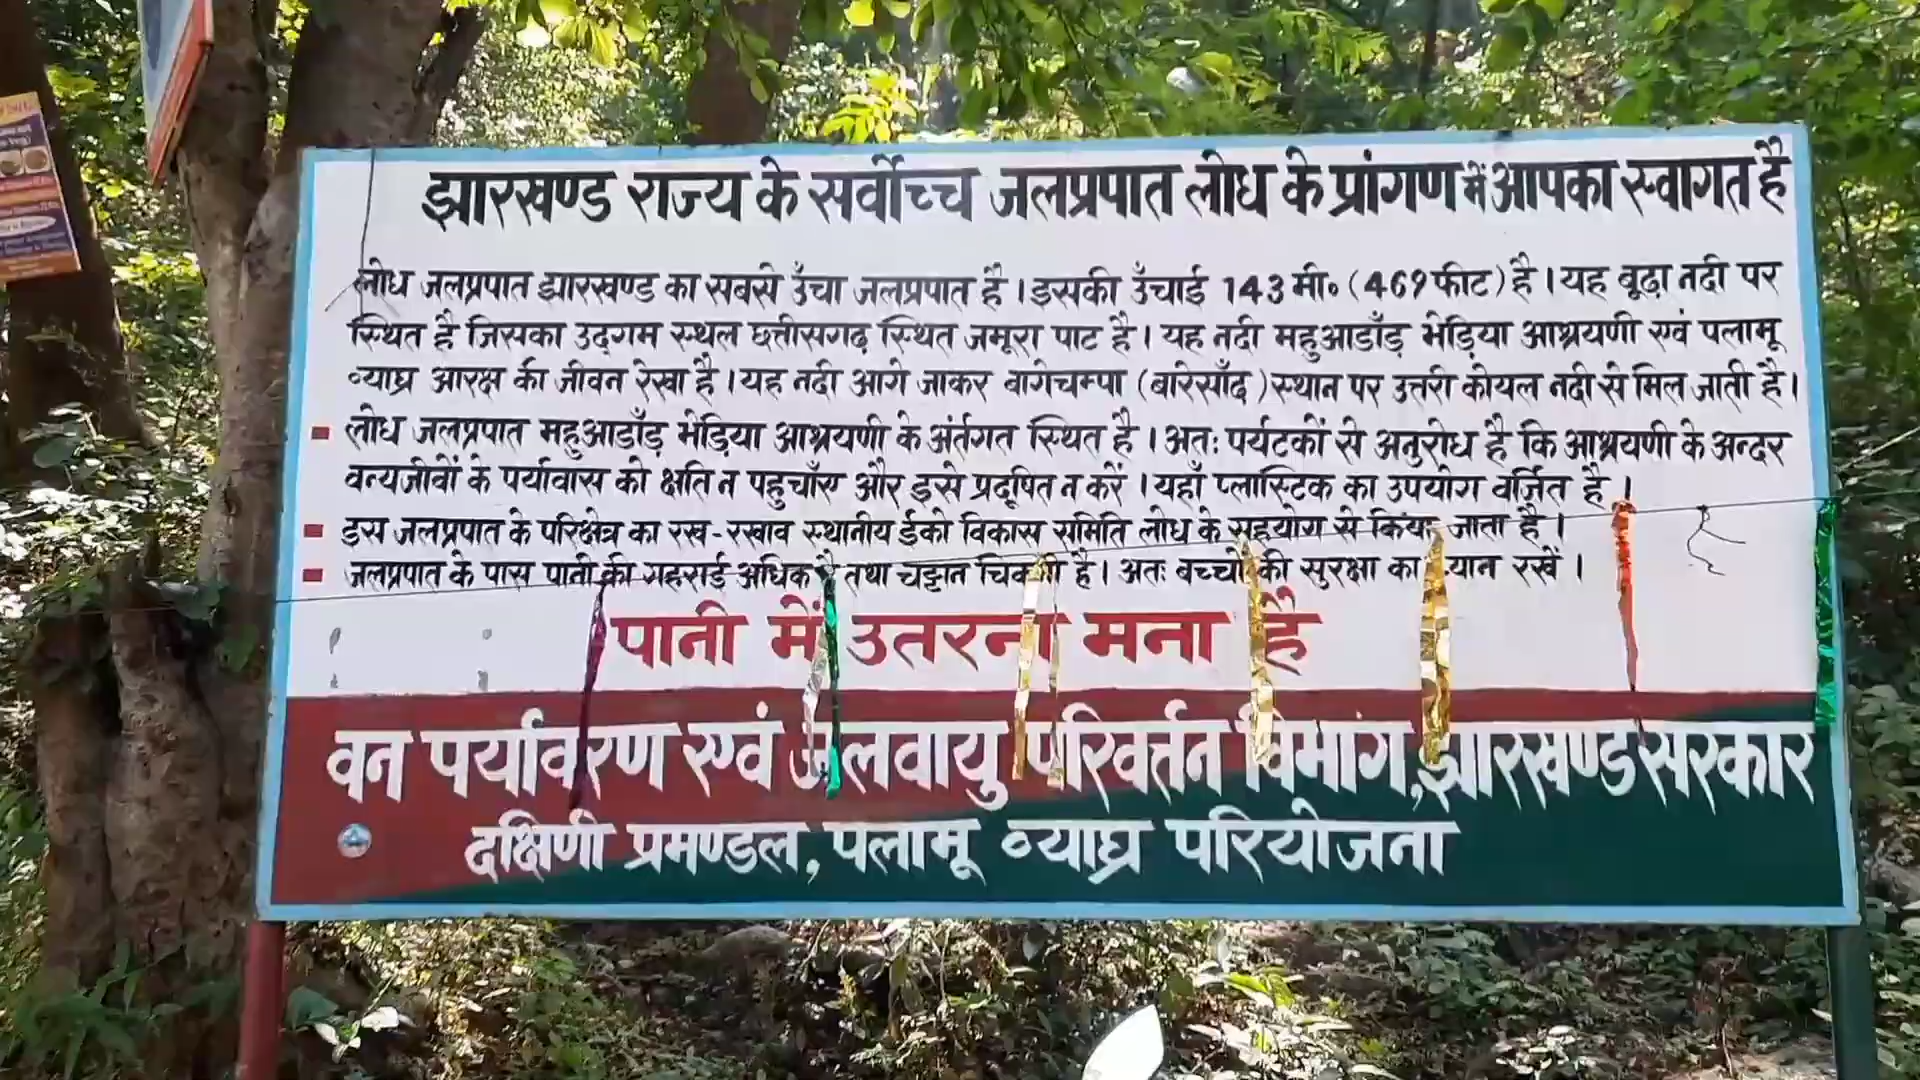 झारखण्ड राज्य के सर्वोच्च जलप्रपात लोध के प्रांगण में आपका स्वागत है
लोध जलप्रपात झारखण्ड का सबसे उँचा जलप्रपात है। इसकी उँचाई 143 मी॰ (469 फीट) है। यह बूढ़ा नदी पर
स्थित है जिसका उद्गम स्थल छत्तीसगढ़ स्थित जमूरा पाट है। यह नदी महुआडाँड़ भेड़िया आश्रयणी एवं पलामू
व्याघ्र आरक्ष की जीवन रेखा है। यह नदी आगे जाकर बागेचम्पा (बारेसाँढ़) स्थान पर उत्तरी कोयल नदी से मिल जाती है।
लोध जलप्रपात महुआडाँड़ भेड़िया आश्रयणी के अंर्तगत स्थित है। अतः पर्यटकों से अनुरोध है कि आश्रयणी के अन्दर
वन्यजीवों के पर्यावास को क्षति न पहुचाँए और इसे प्रदूषित न करें। यहाँ प्लास्टिक का उपयोग वर्जित है।
इस जलप्रपात के परिक्षेत्र का रख-रखाव स्थानीय ईको विकास समिति लोध के सहयोग से किया जाता है।
जलप्रपात के पास पानी की गहराई अधिक है तथा चट्टान चिकनी है। अतः बच्चों की सुरक्षा का ध्यान रखें।
पानी में उतरना मना है
वन पर्यावरण एवं जलवायु परिवर्तन विभाग, झारखण्ड सरकार
दक्षिणी प्रमण्डल, पलामू व्याघ्र परियोजना